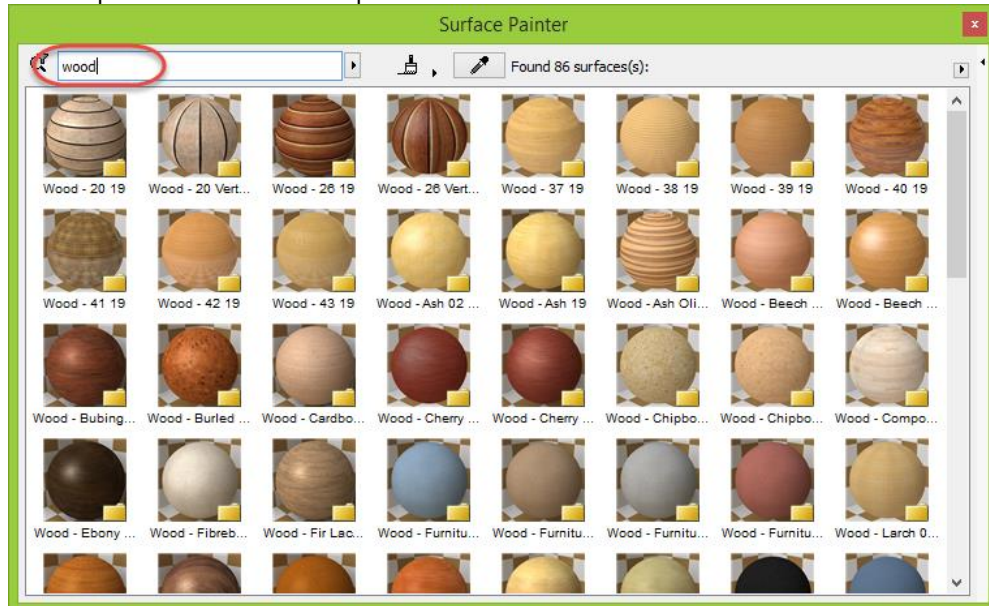 Surface Painter
x
wood
Found 86 surfaces(s):
Wood - 20 19 Wood - 20 Vert... Wood - 26 19 Wood - 26 Vert... Wood - 37 19 Wood - 38 19 Wood - 39 19 Wood - 40 19
Wood - 41 19 Wood - 42 19 Wood - 43 19 Wood - Ash 02 ... Wood - Ash 19 Wood - Ash Oli... Wood - Beech ... Wood - Beech ...
Wood - Bubing... Wood - Burled ... Wood - Cardbo... Wood - Cherry ... Wood - Cherry ... Wood - Chipbo... Wood - Chipbo... Wood - Compo...
Wood - Ebony ... Wood - Fibreb... Wood - Fir Lac... Wood - Furnitu... Wood - Furnitu... Wood - Furnitu... Wood - Furnitu... Wood - Larch 0...